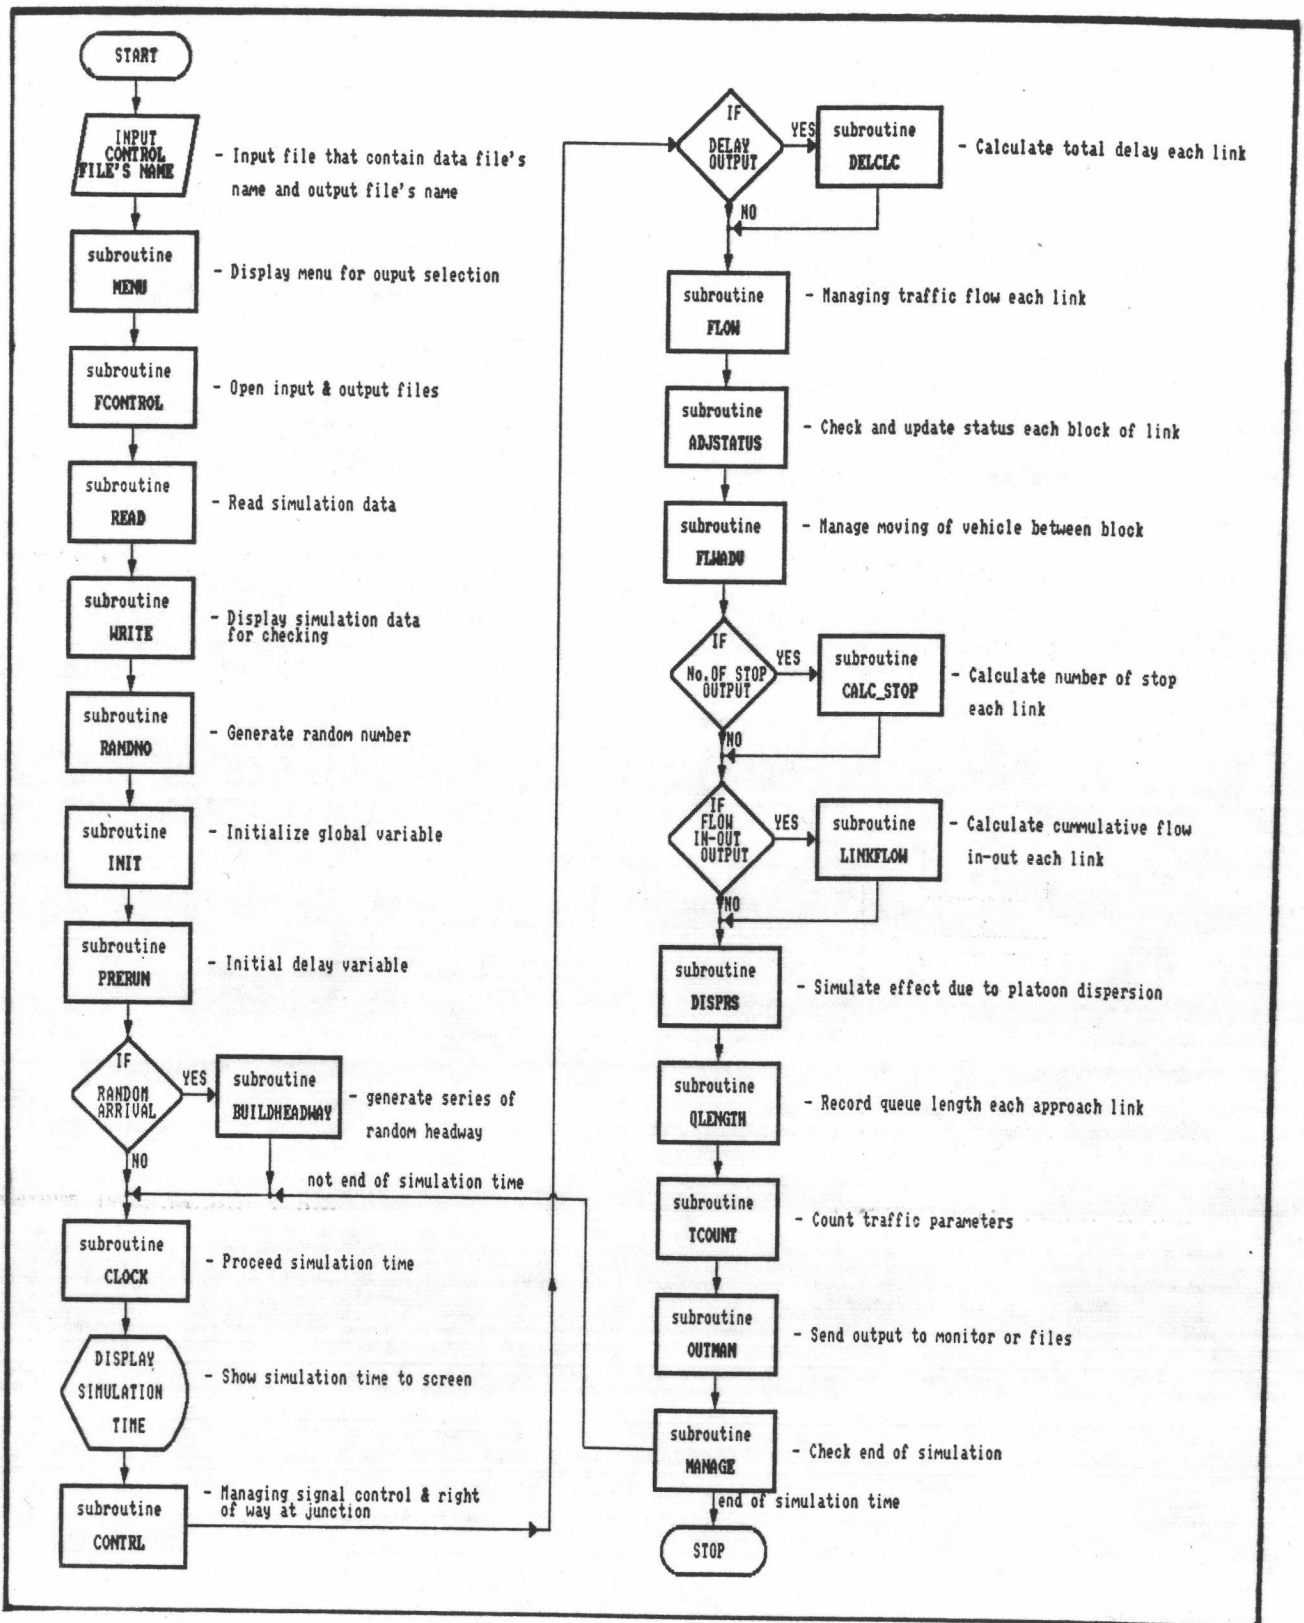 START
INPUT
CONTROL
FILE'S NAME
- Input file that contain data file's
name and output file's name
subroutine
MENU
- Display menu for ouput selection
subroutine
FCONTROL
- Open input & output files
subroutine
READ
- Read simulation data
subroutine
WRITE
- Display simulation data
for checking
subroutine
RANDNO
- Generate random number
subroutine
INIT
- Initialize global variable
subroutine
PRERUN
- Initial delay variable
IF
RANDOM
ARRIVAL
YES
subroutine
BUILDHEADWAY
- generate series of
random headway
NO
not end of simulation time
subroutine
CLOCK
- Proceed simulation time
DISPLAY
SIMULATION
TIME
- Show simulation time to screen
subroutine
CONTRL
- Managing signal control & right
of way at junction
IF
DELAY
OUTPUT
YES
subroutine
DELCLC
- Calculate total delay each link
NO
subroutine
FLOW
- Managing traffic flow each link
subroutine
ADJSTATUS
- Check and update status each block of link
subroutine
FLWADV
- Manage moving of vehicle between block
IF
No.OF STOP
OUTPUT
YES
subroutine
CALC_STOP
- Calculate number of stop
each link
NO
IF
FLOW
IN-OUT
OUTPUT
YES
subroutine
LINKFLOW
- Calculate cummulative flow
in-out each link
NO
subroutine
DISPRS
- Simulate effect due to platoon dispersion
subroutine
QLENGTH
- Record queue length each approach link
subroutine
TCOUNT
- Count traffic parameters
subroutine
OUTMAN
- Send output to monitor or files
subroutine
MANAGE
- Check end of simulation
end of simulation time
STOP